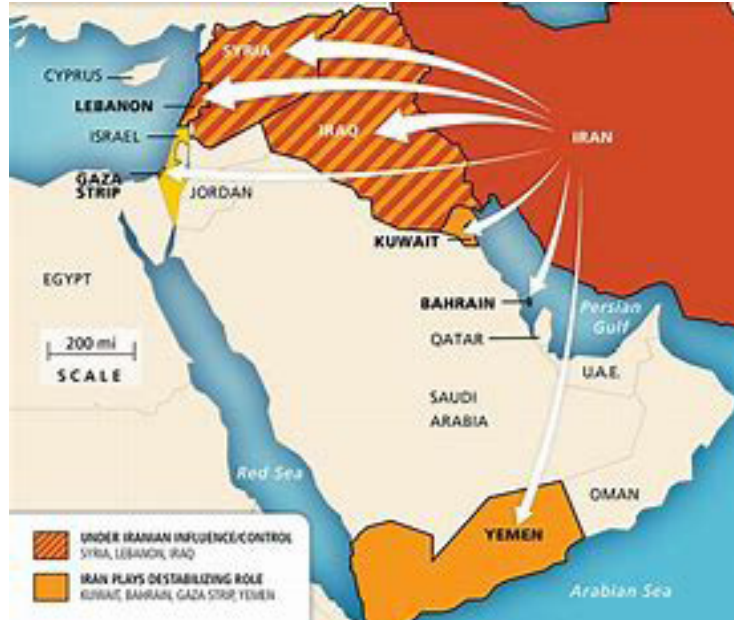 SYRIA
CYPRUS
LEBANON
ISRAEL
IRAQ
IRAN
GAZA
STRIP
JORDAN
KUWAIT
EGYPT
BAHRAIN
Persian
Gulf
200 mi
SCALE
QATAR
U.A.E.
SAUDI
ARABIA
Red Sea
OMAN
YEMEN
UNDER IRANIAN INFLUENCE/CONTROL
SYRIA, LEBANON, IRAQ
IRAN PLAYS DESTABILIZING ROLE
KUWAIT, BAHRAIN, GAZA STRIP, YEMEN
Arabian Sea